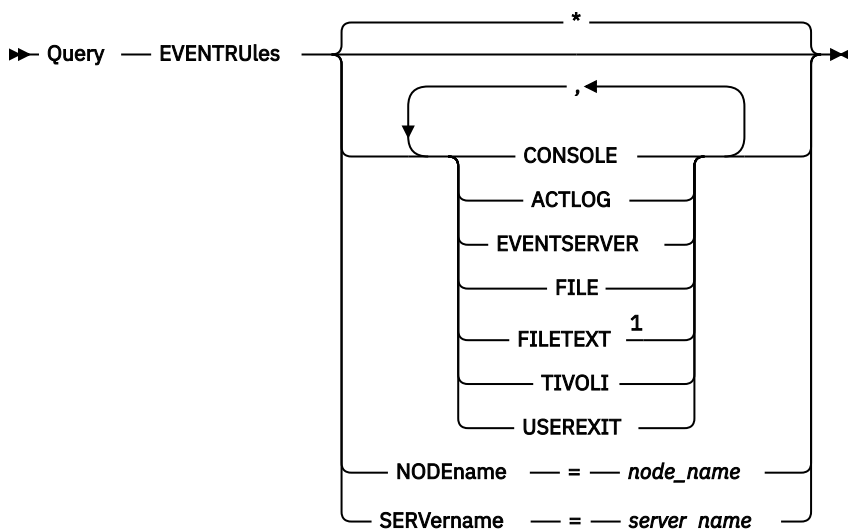 *
Query EVENTRUles
,
CONSOLE
ACTLOG
EVENTSERVER
FILE
FILETEXT 1
TIVOLI
USEREXIT
NODEname = node_name
SERVername = server_name